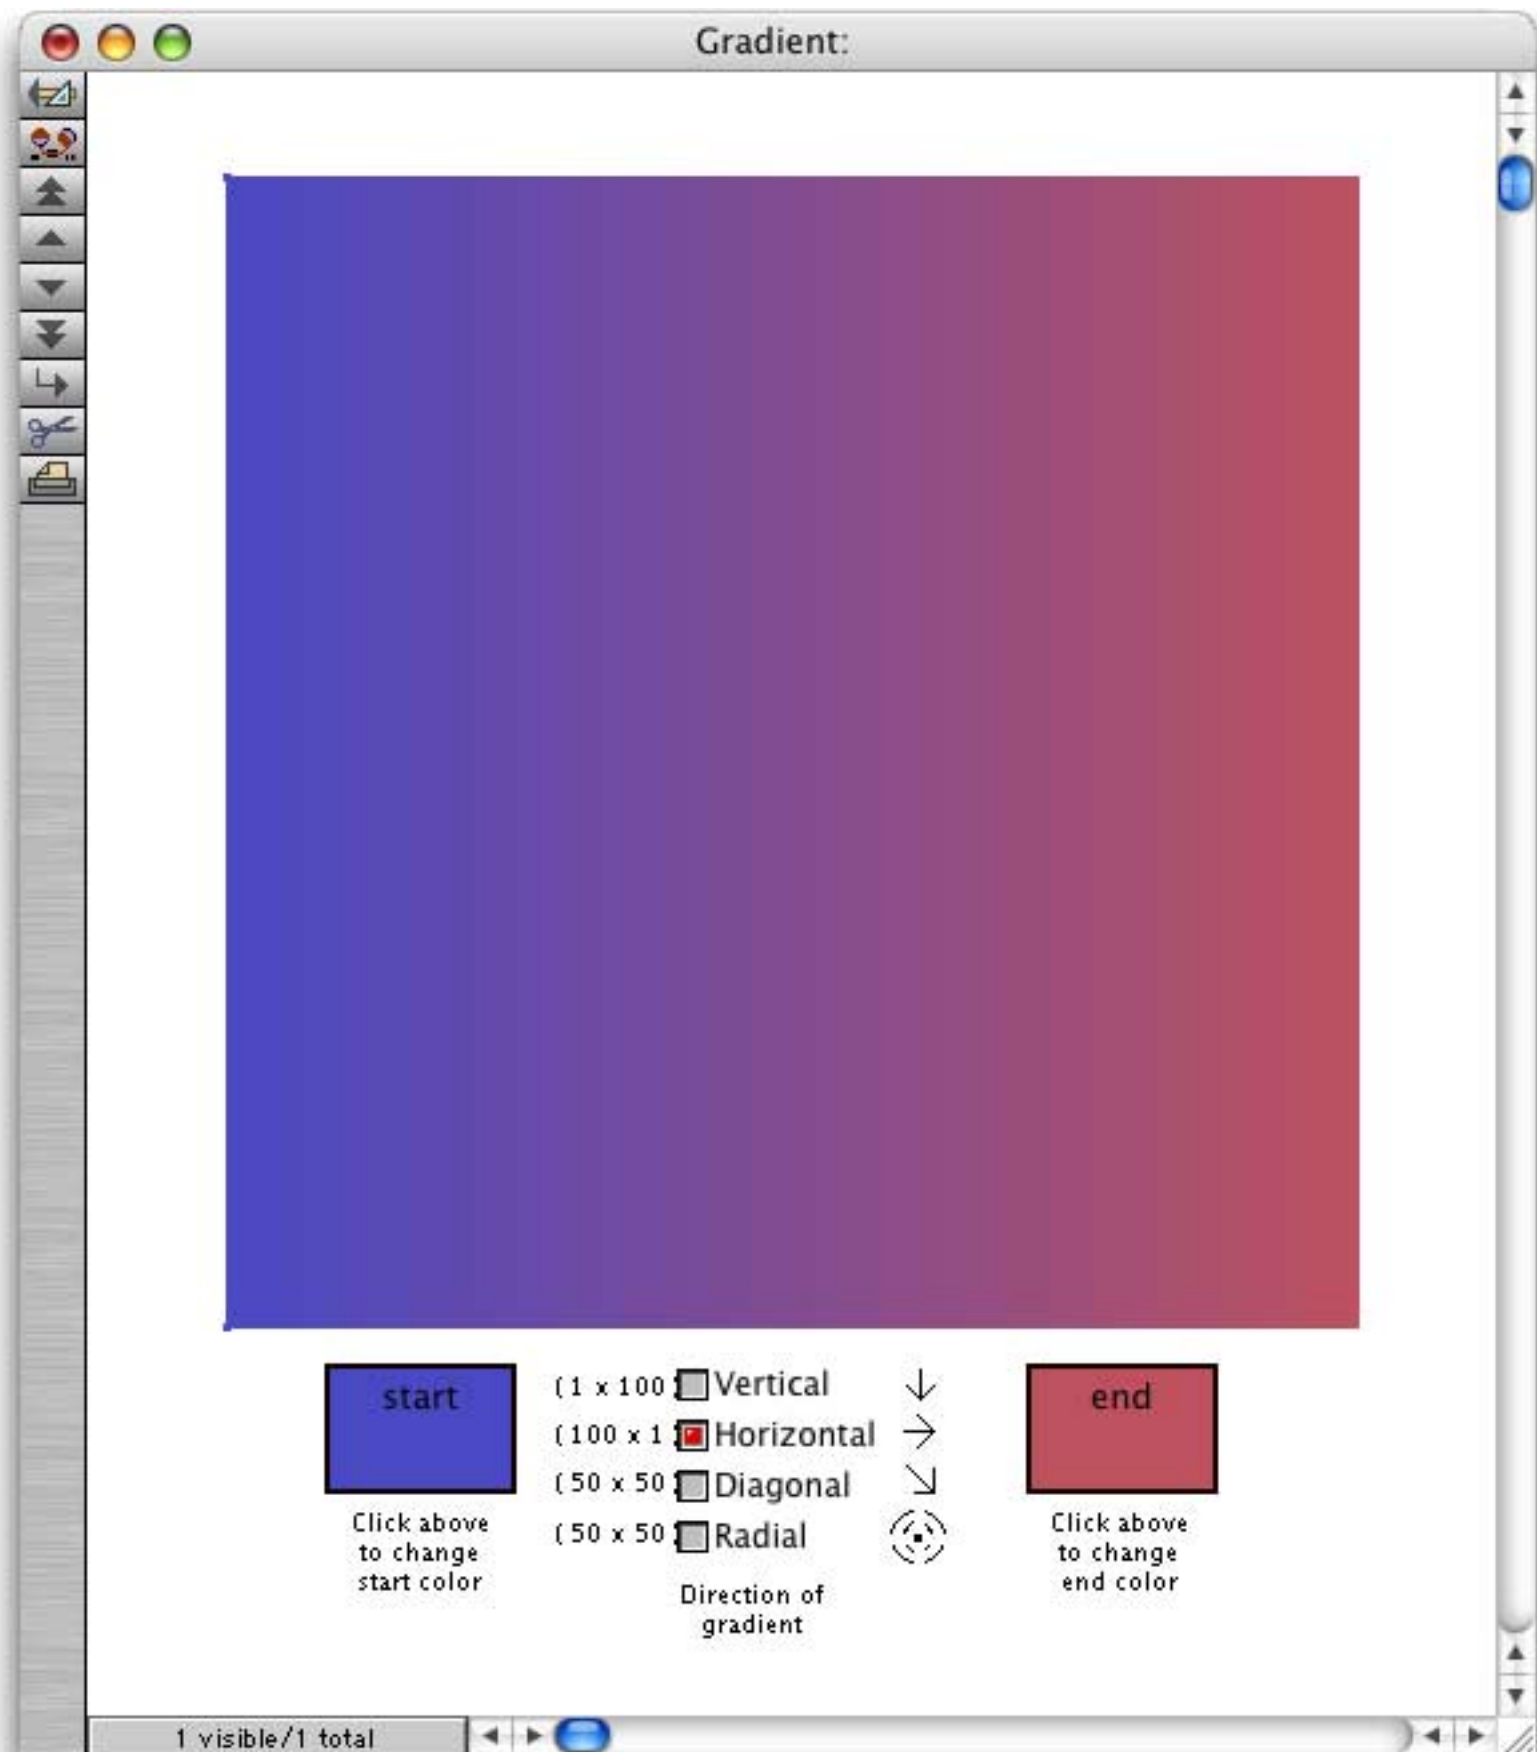 Gradient:
start
(1 x 100 Vertical
(100 x 1 Horizontal
(50 x 50 Diagonal
(50 x 50 Radial
Direction of
gradient
end
Click above
to change
start color
Click above
to change
end color
1 visible/1 total